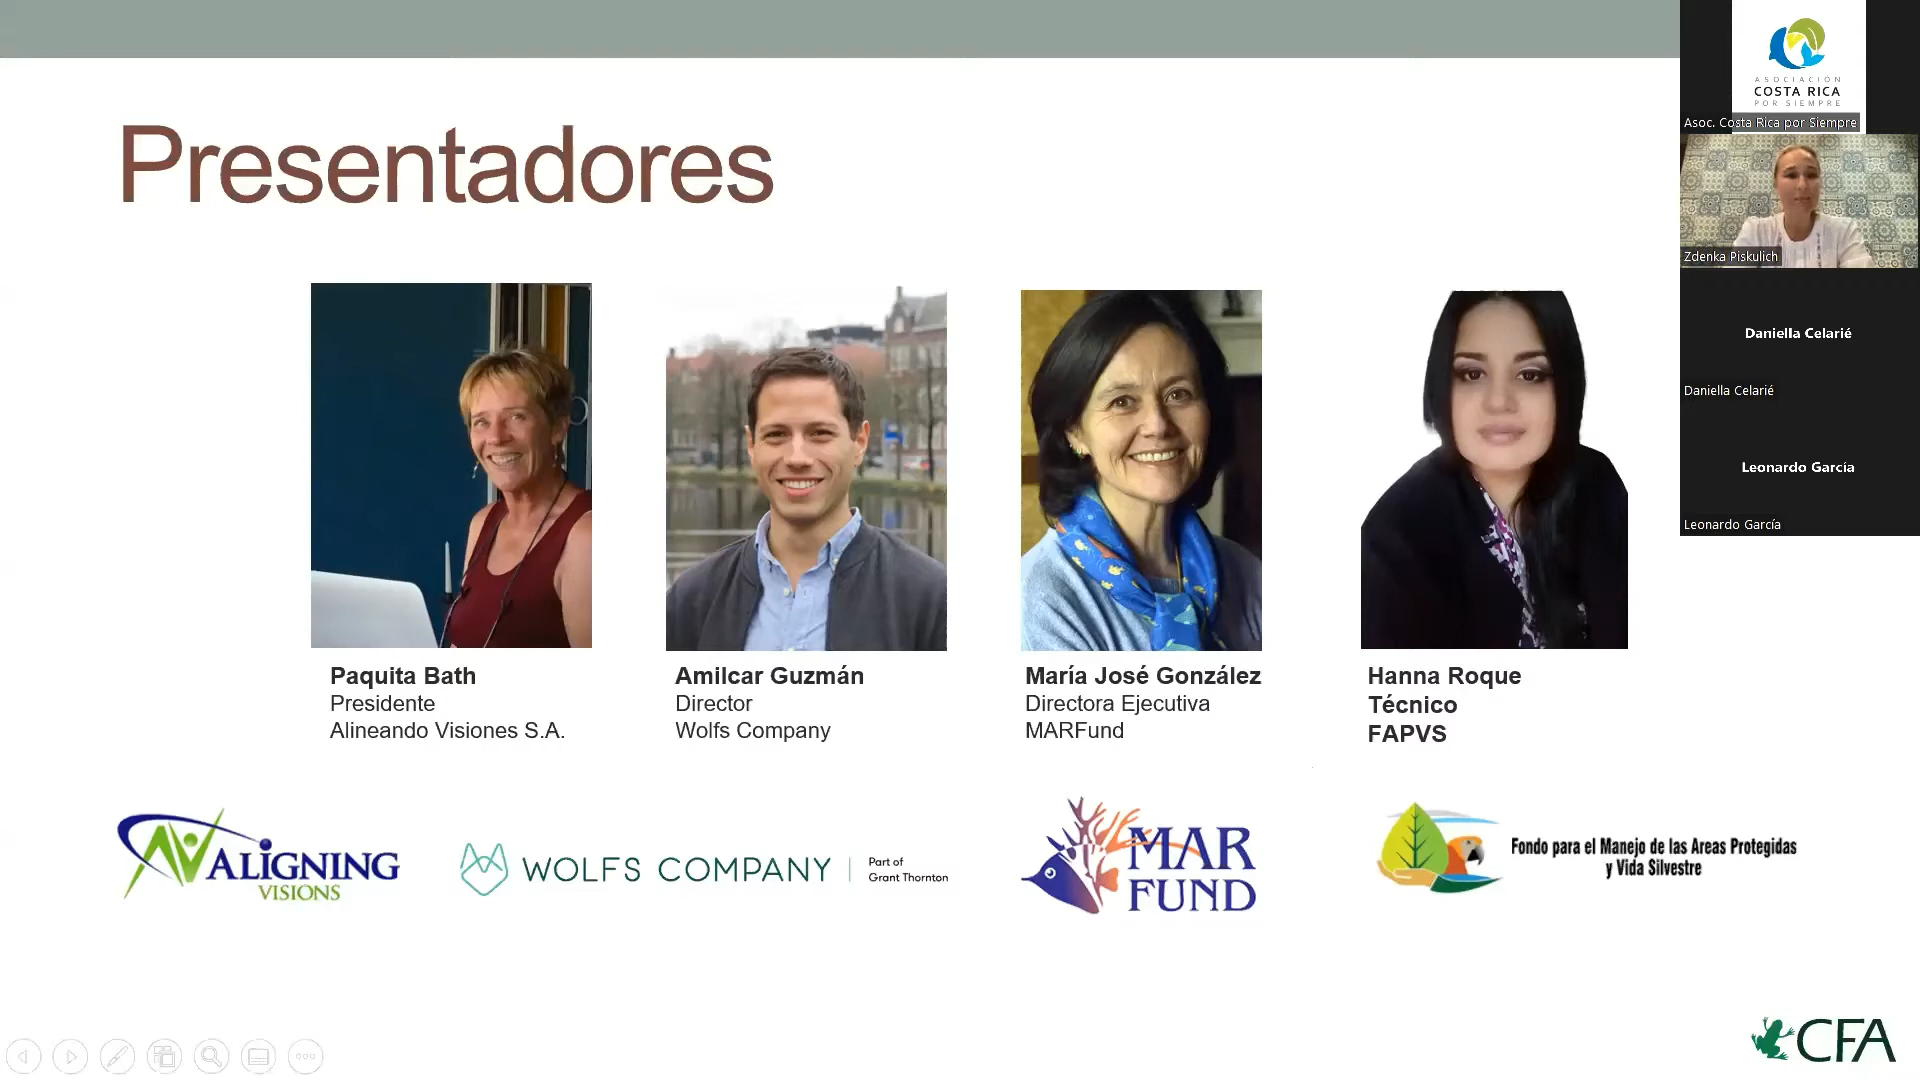 Presentadores
Paquita Bath
Presidente
Alineando Visiones S.A.
Amilcar Guzmán
Director
Wolfs Company
María José González
Directora Ejecutiva
MARFund
Hanna Roque
Técnico
FAPVS
ALIGNING
VISIONS
WOLFS COMPANY
Part of
Grant Thornton
MAR
FUND
Fondo para el Manejo de las Areas Protegidas
y Vida Silvestre
CFA
ASOCIACIÓN
COSTA RICA
POR SIEMPRE
Asoc. Costa Rica por Siempre
Zdenka Piskulich
Daniella Celarié
Daniella Celarié
Leonardo García
Leonardo García